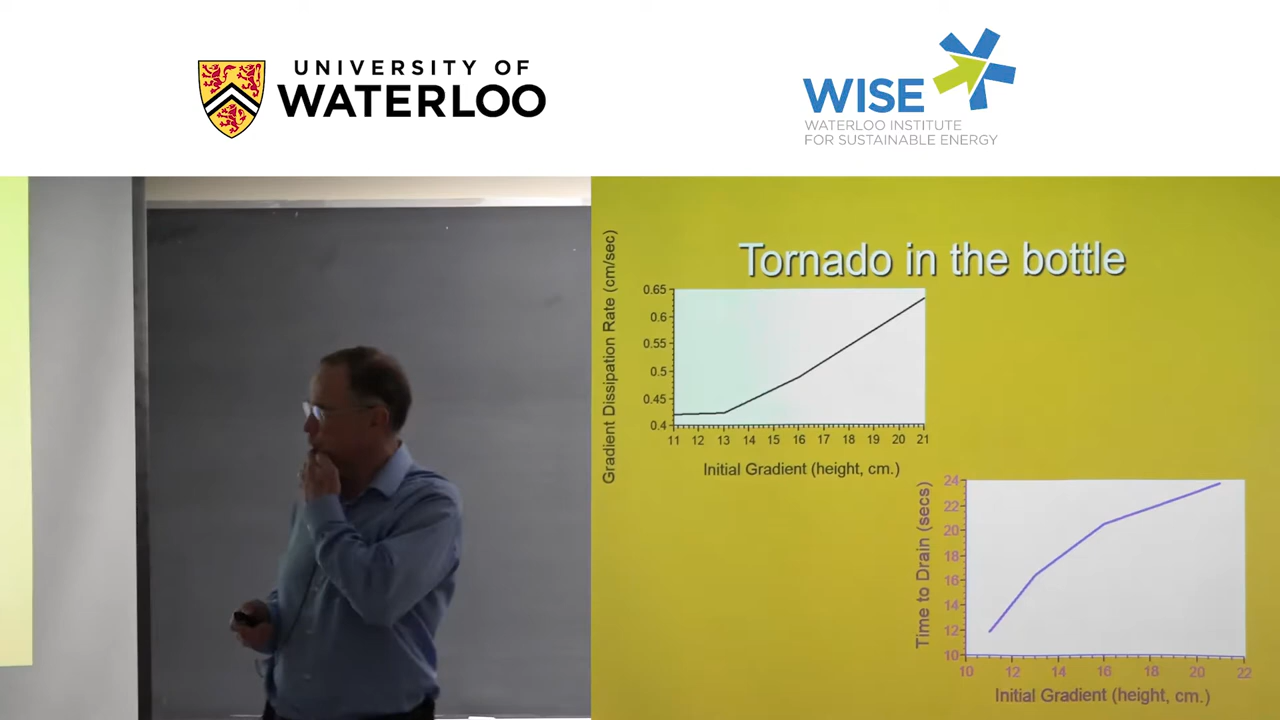 UNIVERSITY OF
WATERLOO
WISE
WATERLOO INSTITUTE
FOR SUSTAINABLE ENERGY
Tornado in the bottle
Gradient Dissipation Rate (cm/sec)
0.65
0.6
0.55
0.5
0.45
0.4
11 12 13 14 15 16 17 18 19 20 21
Initial Gradient (height, cm.)
Time to Drain (secs)
24
22
20
18
16
14
12
10
10 12 14 16 18 20 22
Initial Gradient (height, cm.)